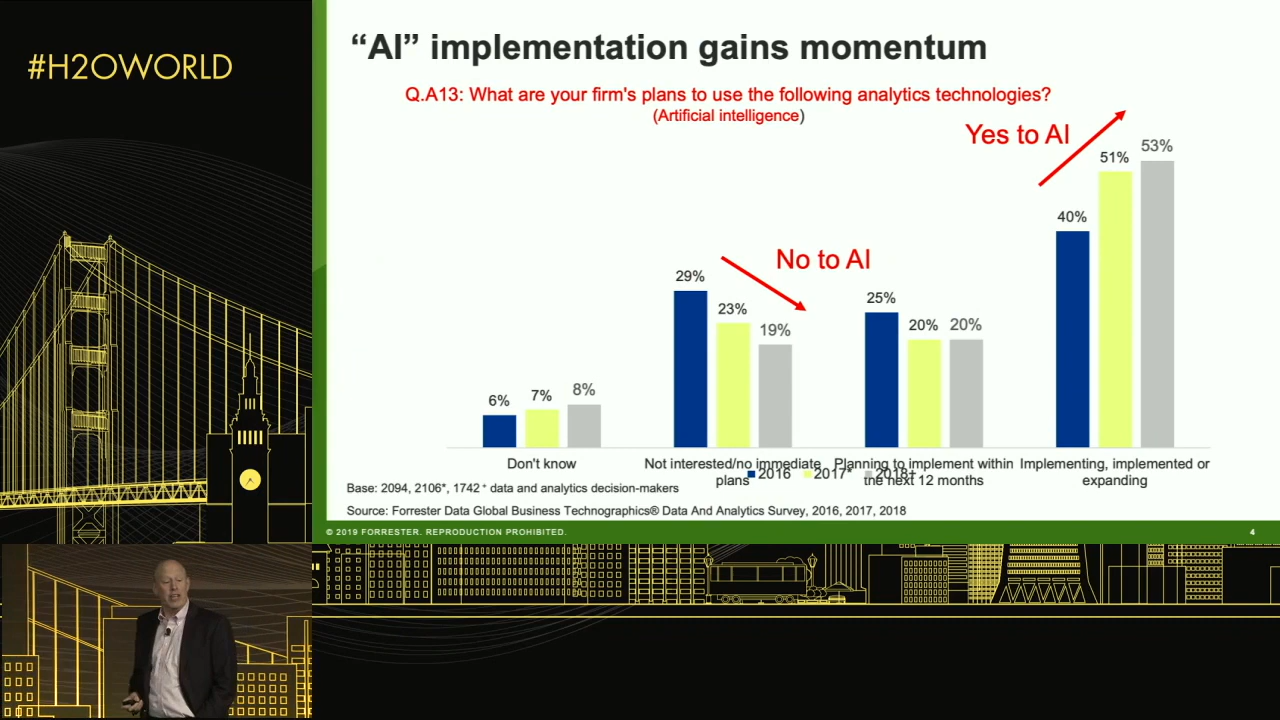 #H2OWORLD
“AI” implementation gains momentum
Q.A13: What are your firm's plans to use the following analytics technologies?
(Artificial intelligence)
Yes to AI
No to AI
6%
7%
8%
29%
23%
19%
25%
20%
20%
40%
51%
53%
Don't know
Not interested/no immediate plans
Planning to implement within the next 12 months
Implementing, implemented or expanding
2016
2017*
2018+
Base: 2094, 2106*, 1742 + data and analytics decision-makers
Source: Forrester Data Global Business Technographics® Data And Analytics Survey, 2016, 2017, 2018
© 2019 FORRESTER. REPRODUCTION PROHIBITED.
4